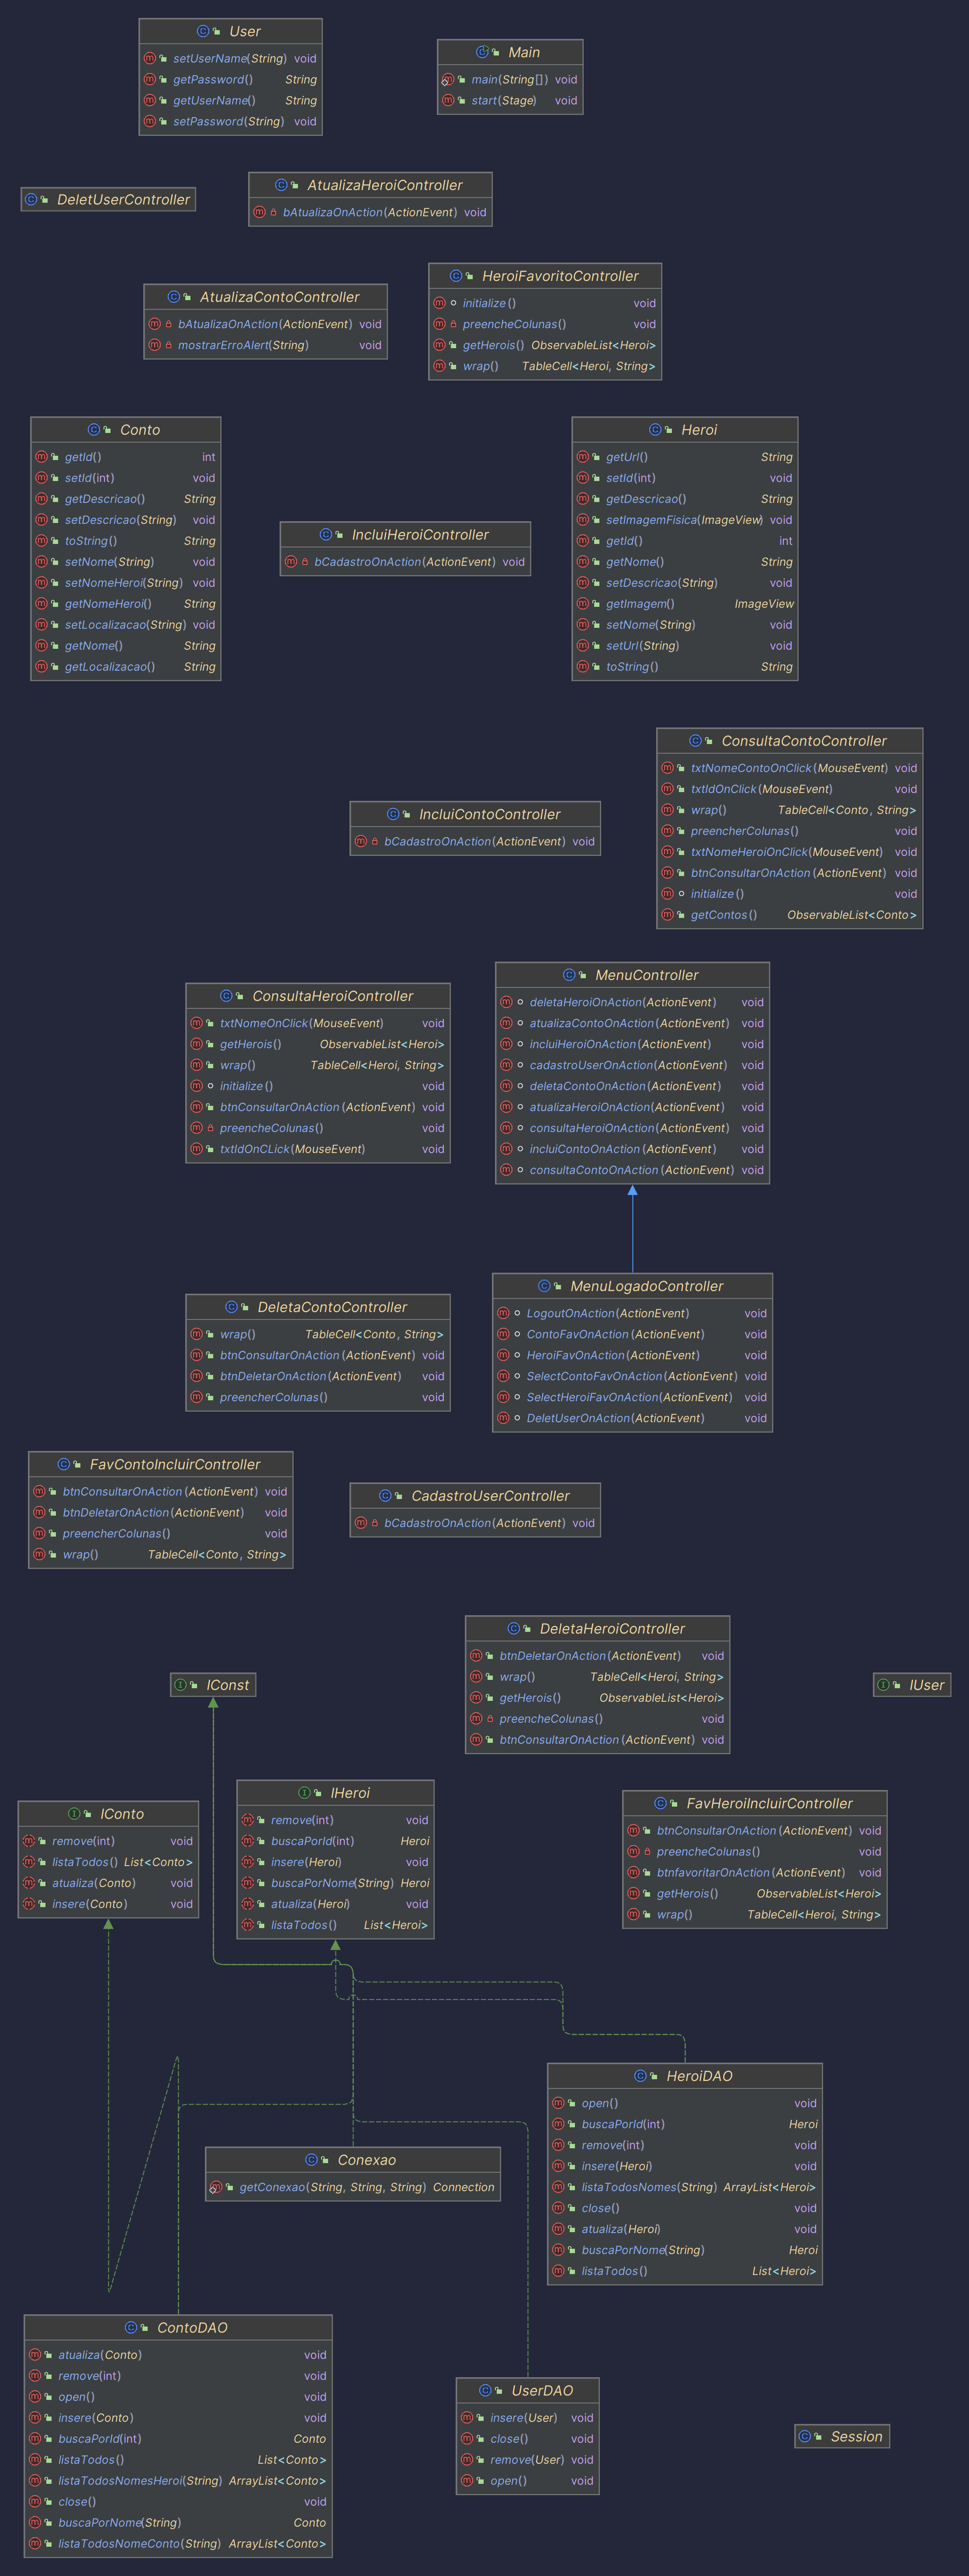 User
setUserName(String) void
getPassword() String
getUserName() String
setPassword(String) void
Main
main(String[]) void
start(Stage) void
DeletUserController
AtualizaHeroiController
bAtualizaOnAction(ActionEvent) void
AtualizaContoController
bAtualizaOnAction(ActionEvent) void
mostrarErroAlert(String) void
HeroiFavoritoController
initialize() void
preencheColunas() void
getHerois() ObservableList<Heroi>
wrap() TableCell<Heroi, String>
Conto
getId() int
setId(int) void
getDescricao() String
setDescricao(String) void
toString() String
setNome(String) void
setNomeHeroi(String) void
getNomeHeroi() String
setLocalizacao(String) void
getNome() String
getLocalizacao() String
Heroi
getUrl() String
setId(int) void
getDescricao() String
setImagemFisica(ImageView) void
getId() int
getNome() String
setDescricao(String) void
getImagem() ImageView
setNome(String) void
setUrl(String) void
toString() String
IncluiHeroiController
bCadastroOnAction(ActionEvent) void
ConsultaContoController
txtNomeContoOnClick(MouseEvent) void
txtIdOnClick(MouseEvent) void
wrap() TableCell<Conto, String>
preencherColunas() void
txtNomeHeroiOnClick(MouseEvent) void
btnConsultarOnAction(ActionEvent) void
initialize() void
getContos() ObservableList<Conto>
IncluiContoController
bCadastroOnAction(ActionEvent) void
ConsultaHeroiController
txtNomeOnClick(MouseEvent) void
getHerois() ObservableList<Heroi>
wrap() TableCell<Heroi, String>
initialize() void
btnConsultarOnAction(ActionEvent) void
preencheColunas() void
txtIdOnCLick(MouseEvent) void
MenuController
deletaHeroiOnAction(ActionEvent) void
atualizaContoOnAction(ActionEvent) void
incluiHeroiOnAction(ActionEvent) void
cadastroUserOnAction(ActionEvent) void
deletaContoOnAction(ActionEvent) void
atualizaHeroiOnAction(ActionEvent) void
consultaHeroiOnAction(ActionEvent) void
incluiContoOnAction(ActionEvent) void
consultaContoOnAction(ActionEvent) void
MenuLogadoController
LogoutOnAction(ActionEvent) void
ContoFavOnAction(ActionEvent) void
HeroiFavOnAction(ActionEvent) void
SelectContoFavOnAction(ActionEvent) void
SelectHeroiFavOnAction(ActionEvent) void
DeletUserOnAction(ActionEvent) void
DeletaContoController
wrap() TableCell<Conto, String>
btnConsultarOnAction(ActionEvent) void
btnDeletarOnAction(ActionEvent) void
preencherColunas() void
FavContoIncluirController
btnConsultarOnAction(ActionEvent) void
btnDeletarOnAction(ActionEvent) void
preencherColunas() void
wrap() TableCell<Conto, String>
CadastroUserController
bCadastroOnAction(ActionEvent) void
DeletaHeroiController
btnDeletarOnAction(ActionEvent) void
wrap() TableCell<Heroi, String>
getHerois() ObservableList<Heroi>
preencheColunas() void
btnConsultarOnAction(ActionEvent) void
IConst
IUser
IConto
remove(int) void
listaTodos() List<Conto>
atualiza(Conto) void
insere(Conto) void
IHeroi
remove(int) void
buscaPorId(int) Heroi
insere(Heroi) void
buscaPorNome(String) Heroi
atualiza(Heroi) void
listaTodos() List<Heroi>
FavHeroiIncluirController
btnConsultarOnAction(ActionEvent) void
preencheColunas() void
btnfavoritarOnAction(ActionEvent) void
getHerois() ObservableList<Heroi>
wrap() TableCell<Heroi, String>
HeroiDAO
open() void
buscaPorId(int) Heroi
remove(int) void
insere(Heroi) void
listaTodosNomes(String) ArrayList<Heroi>
close() void
atualiza(Heroi) void
buscaPorNome(String) Heroi
listaTodos() List<Heroi>
Conexao
getConexao(String, String, String) Connection
ContoDAO
atualiza(Conto) void
remove(int) void
open() void
insere(Conto) void
buscaPorId(int) Conto
listaTodos() List<Conto>
listaTodosNomesHeroi(String) ArrayList<Conto>
close() void
buscaPorNome(String) Conto
listaTodosNomeConto(String) ArrayList<Conto>
UserDAO
insere(User) void
close() void
remove(User) void
open() void
Session